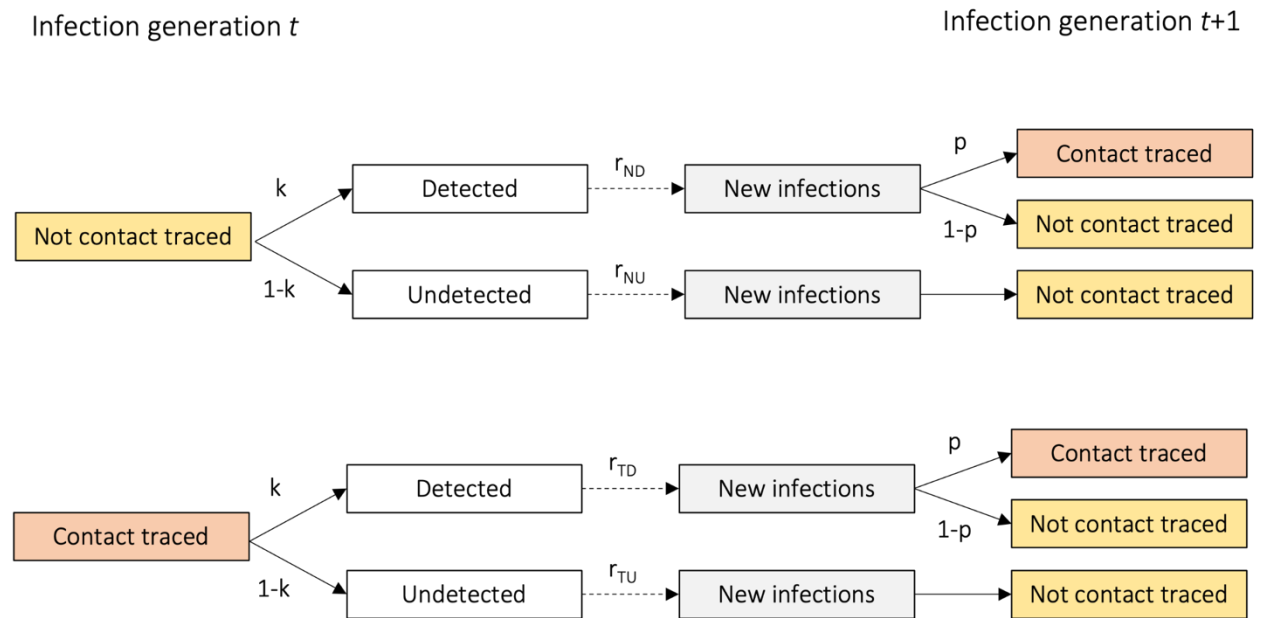 Infection generation t
Infection generation t+1
p
Contact traced
r_ND
k
Detected
New infections
Not contact traced
Not contact traced
1-p
r_NU
1-k
Undetected
New infections
Not contact traced
p
Contact traced
r_TD
k
Detected
New infections
Contact traced
Not contact traced
1-p
r_TU
1-k
Undetected
New infections
Not contact traced